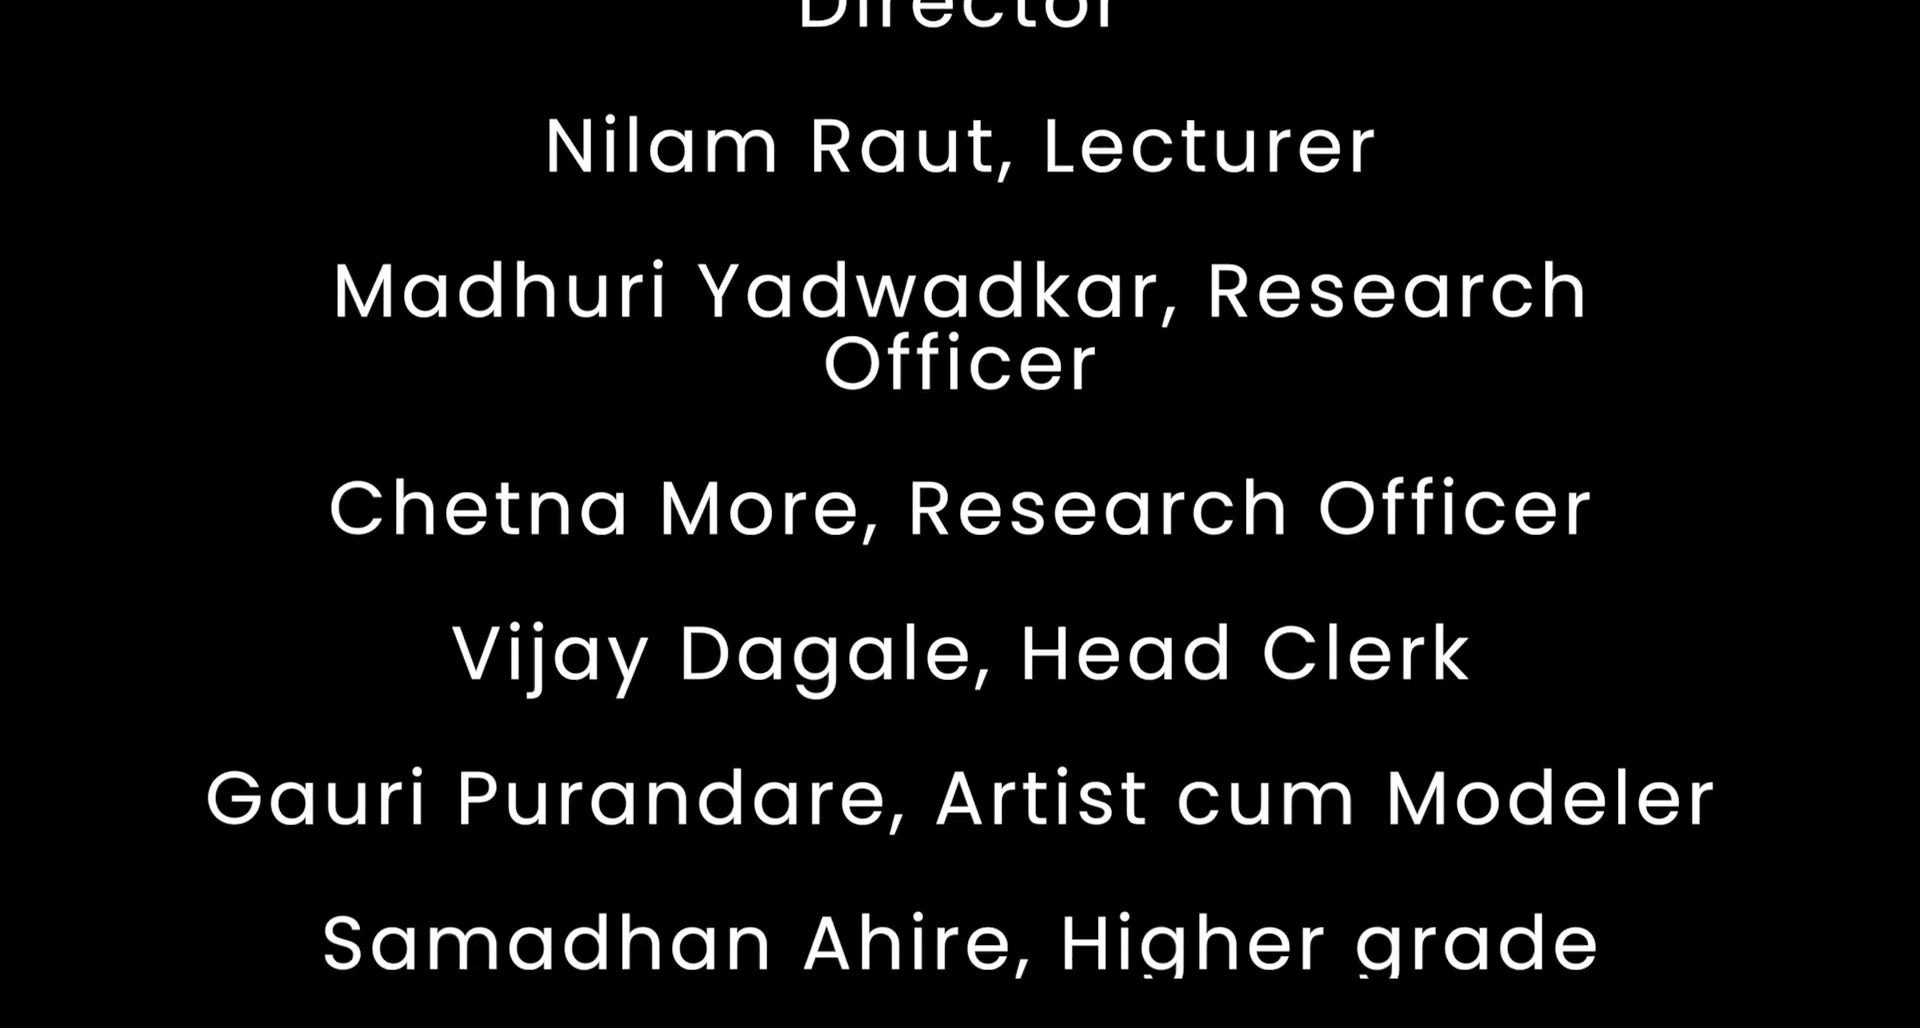 Director
Nilam Raut, Lecturer
Madhuri Yadwadkar, Research
Officer
Chetna More, Research Officer
Vijay Dagale, Head Clerk
Gauri Purandare, Artist cum Modeler
Samadhan Ahire, Higher grade